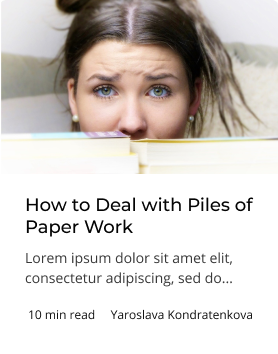 How to Deal with Piles of
Paper Work
Lorem ipsum dolor sit amet elit,
consectetur adipiscing, sed do...
10 min read Yaroslava Kondratenkova